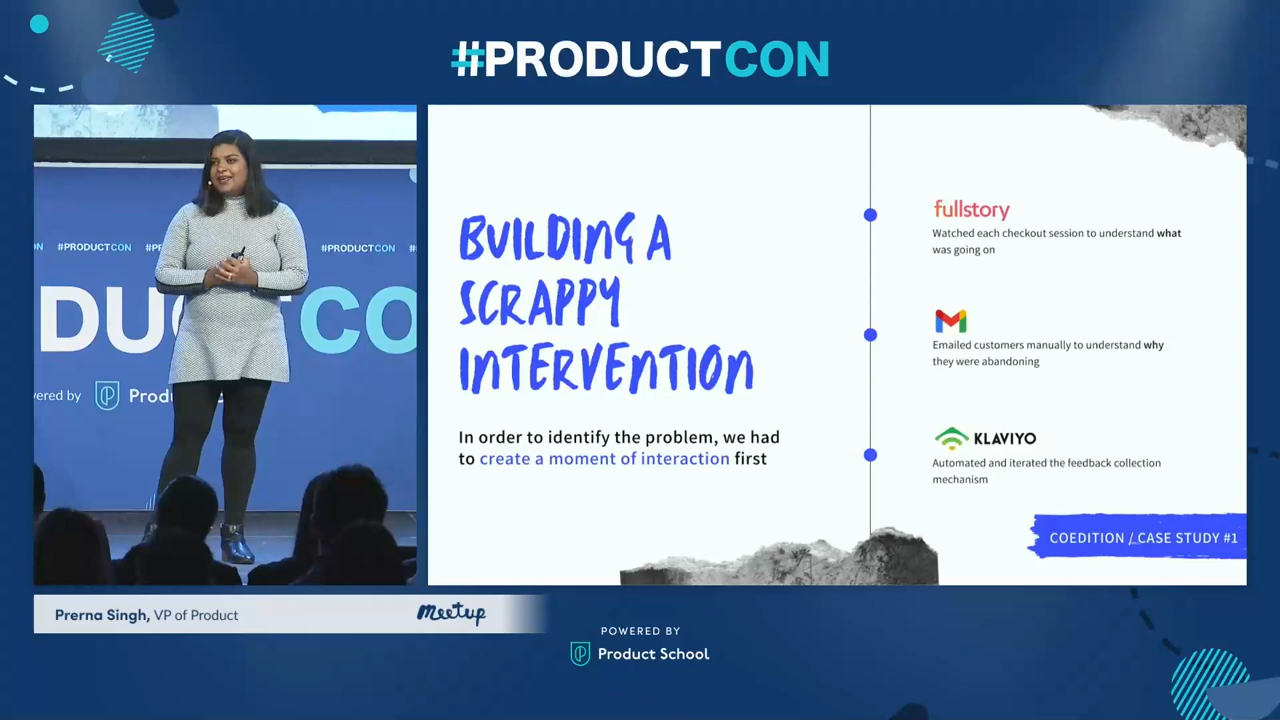 #PRODUCTCON
ON #PRODUCTCON #PR #PRODUCTCON #
DUCTCO
ered by Produ
BUILDING A
SCRAPPY
INTERVENTION
In order to identify the problem, we had
to create a moment of interaction first
fullstory
Watched each checkout session to understand what
was going on
Emailed customers manually to understand why
they were abandoning
KLAVIYO
Automated and iterated the feedback collection
mechanism
COEDITION / CASE STUDY #1
Prerna Singh, VP of Product
meetup
POWERED BY
Product School